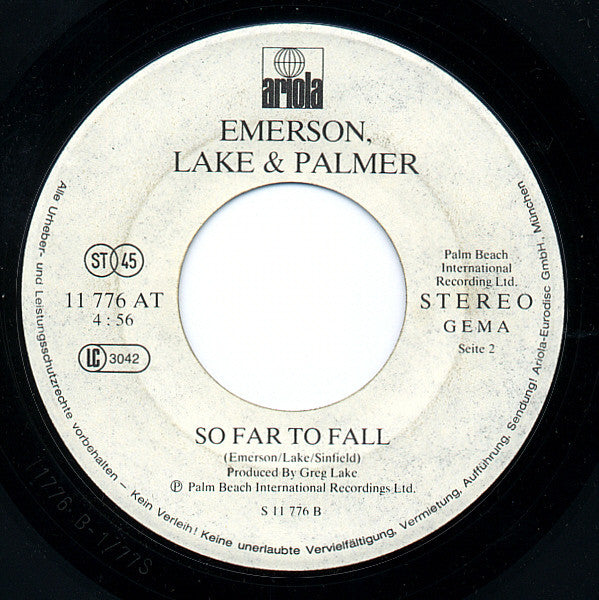 ariola
EMERSON,
LAKE & PALMER
ST 45
11 776 AT
4 : 56
LC 3042
Palm Beach
International
Recording Ltd.
STEREO
GEMA
Seite 2
SO FAR TO FALL
(Emerson/Lake/Sinfield)
Produced By Greg Lake
Ⓟ Palm Beach International Recordings Ltd.
S 11 776 B
Alle Urheber- und Leistungsschutzrechte vorbehalten – Kein Verleih! Keine unerlaubte Vervielfältigung, Vermietung, Aufführung, Sendung! Ariola-Eurodisc GmbH, München